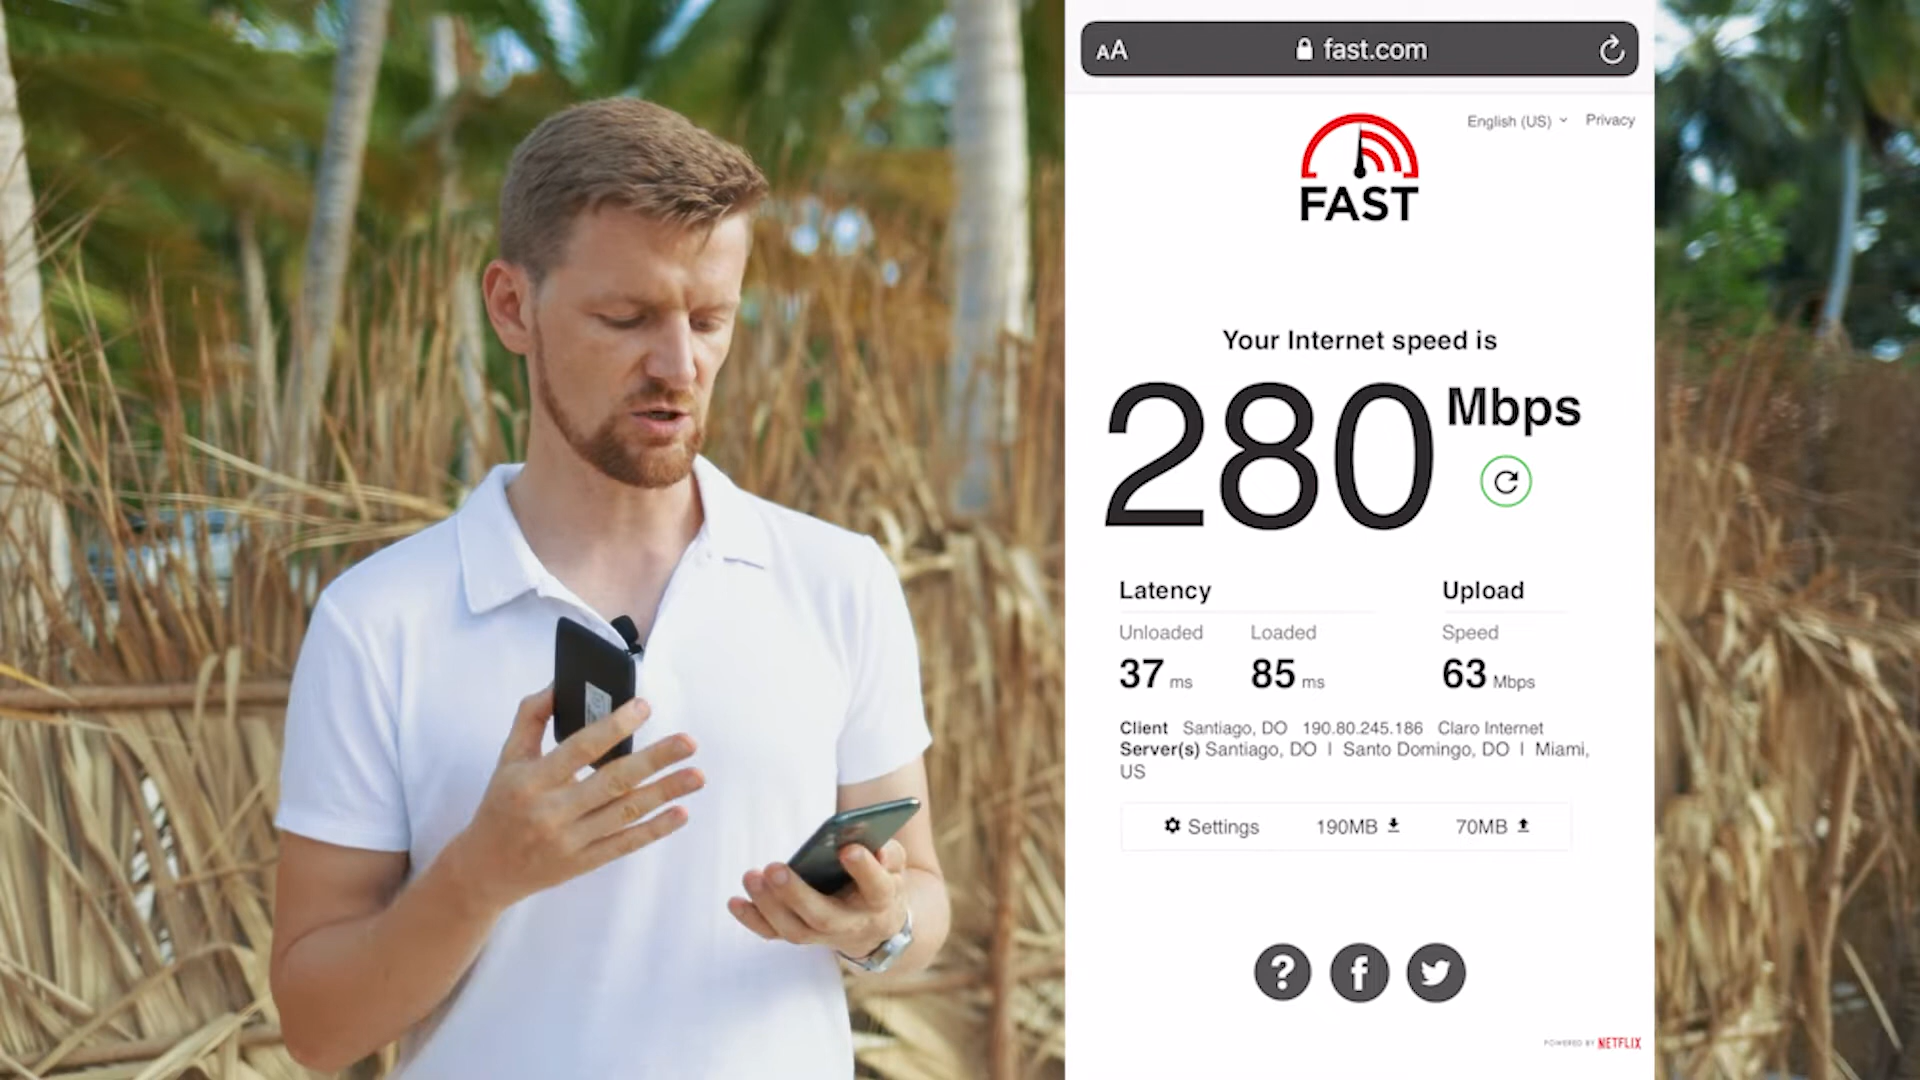 AA fast.com
English (US) Privacy
FAST
Your Internet speed is
280 Mbps
Latency Upload
Unloaded Loaded Speed
37 ms 85 ms 63 Mbps
Client Santiago, DO 190.80.245.186 Claro Internet
Server(s) Santiago, DO | Santo Domingo, DO | Miami,
US
Settings 190MB 70MB
? f
POWERED BY NETFLIX